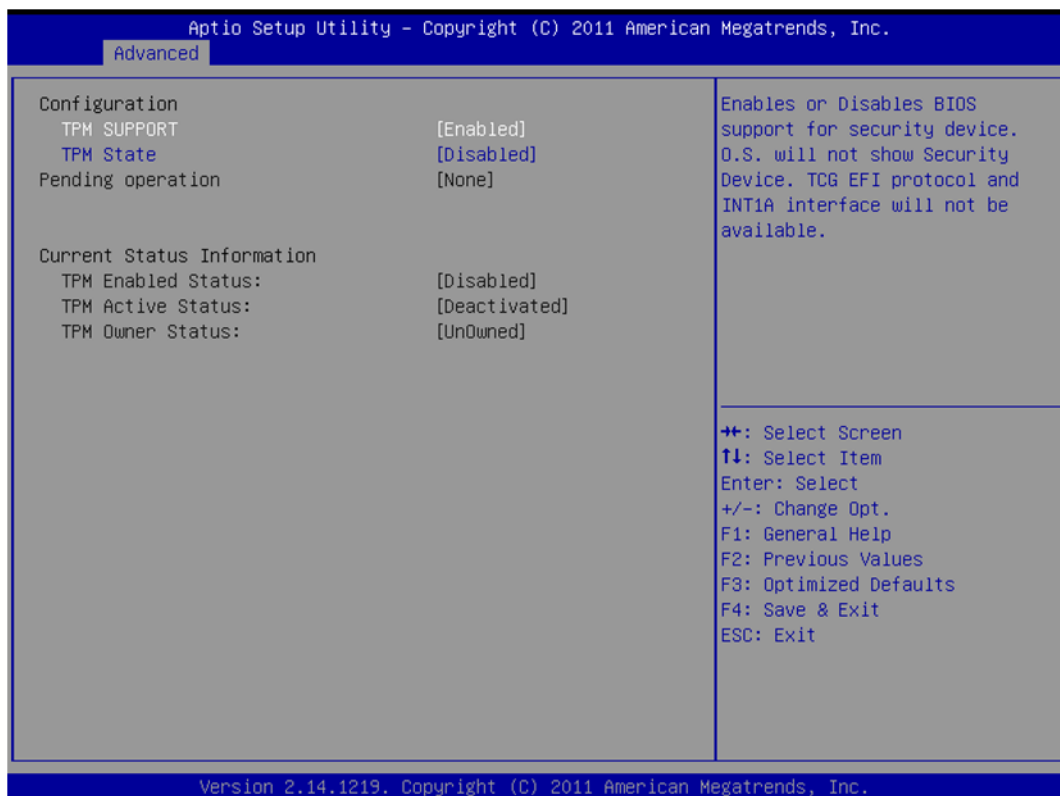 Aptio Setup Utility – Copyright (C) 2011 American Megatrends, Inc.
Advanced
Configuration
TPM SUPPORT [Enabled]
TPM State [Disabled]
Pending operation [None]
Current Status Information
TPM Enabled Status: [Disabled]
TPM Active Status: [Deactivated]
TPM Owner Status: [UnOwned]
Enables or Disables BIOS
support for security device.
O.S. will not show Security
Device. TCG EFI protocol and
INT1A interface will not be
available.
→←: Select Screen
↑↓: Select Item
Enter: Select
+/-: Change Opt.
F1: General Help
F2: Previous Values
F3: Optimized Defaults
F4: Save & Exit
ESC: Exit
Version 2.14.1219. Copyright (C) 2011 American Megatrends, Inc.